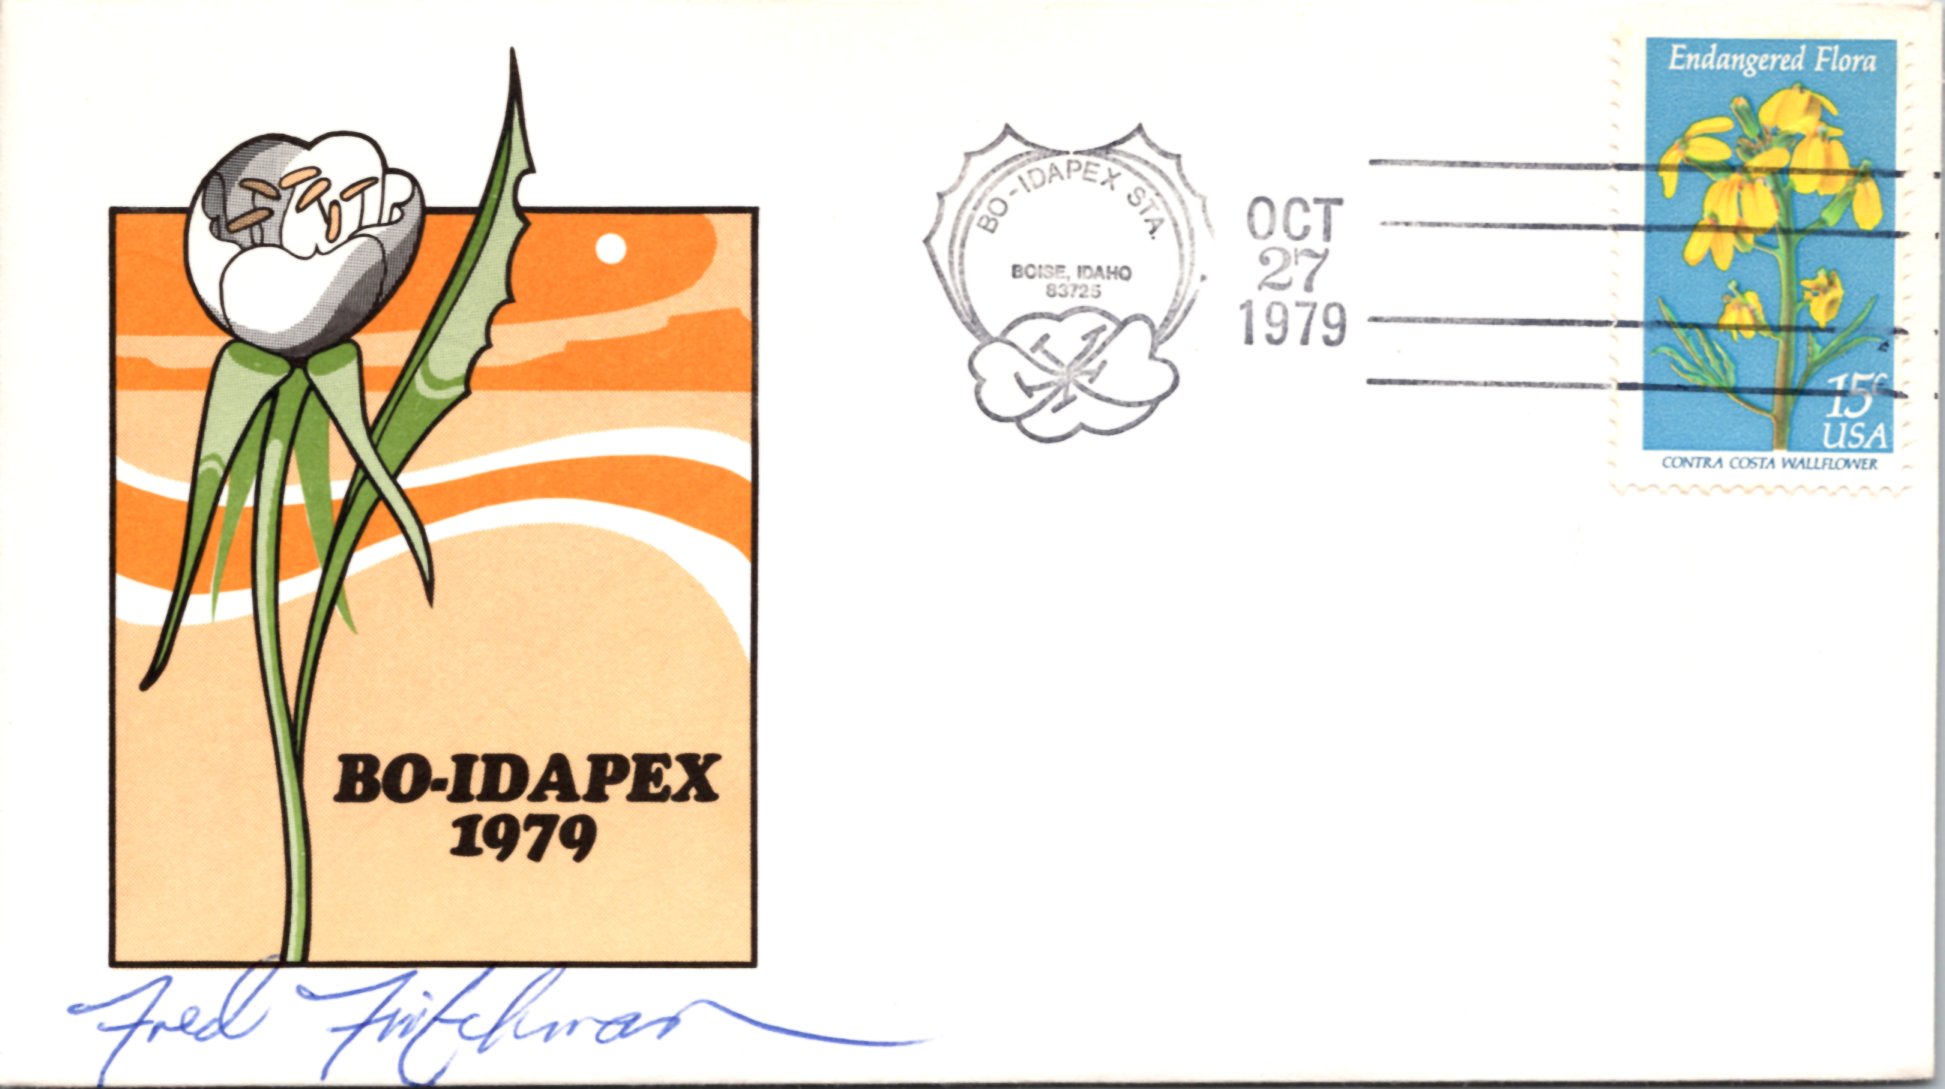 Endangered Flora
15c
USA
CONTRA COSTA WALLFLOWER
BO-IDAPEX STA.
BOISE, IDAHO
83725
OCT
27
1979
BO-IDAPEX
1979
Fred Fritchman